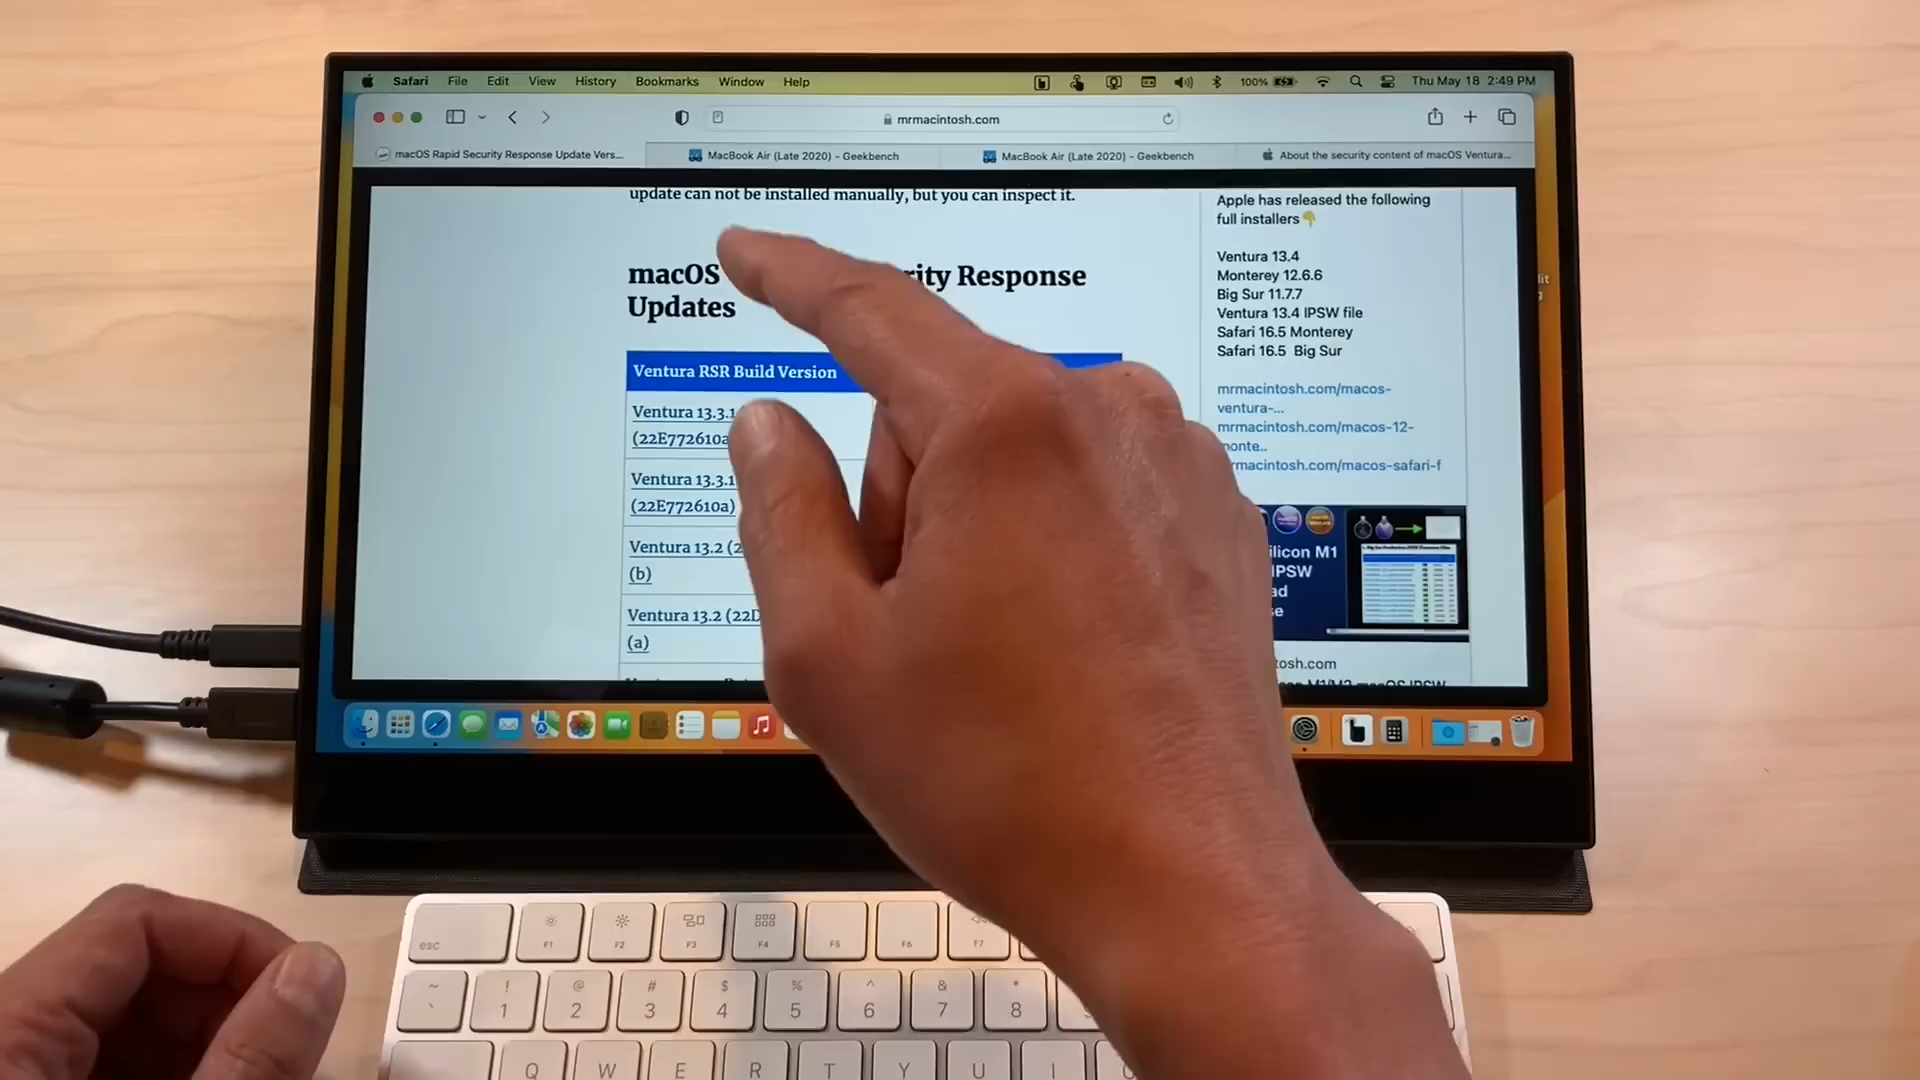 Safari File Edit View History Bookmarks Window Help 100% Thu May 18 2:49 PM
mrmacintosh.com
macOS Rapid Security Response Update Vers... MacBook Air (Late 2020) - Geekbench MacBook Air (Late 2020) - Geekbench About the security content of macOS Ventura...
update can not be installed manually, but you can inspect it.
macOS ity Response
Updates
Ventura RSR Build Version
Ventura 13.3.1
(22E772610a
Ventura 13.3.1
(22E772610a)
Ventura 13.2 (2
(b)
Ventura 13.2 (22D
(a)
Apple has released the following
full installers👇
Ventura 13.4
Monterey 12.6.6
Big Sur 11.7.7
Ventura 13.4 IPSW file
Safari 16.5 Monterey
Safari 16.5 Big Sur
mrmacintosh.com/macos-
ventura-...
mrmacintosh.com/macos-12-
monte..
rmacintosh.com/macos-safari-f
ilicon M1
IPSW
ad
e
tosh.com
esc F1 F2 F3 F4 F5 F6 F7
~ ! @ # $ % ^ & *
` 1 2 3 4 5 6 7 8
Q W E R T Y U I